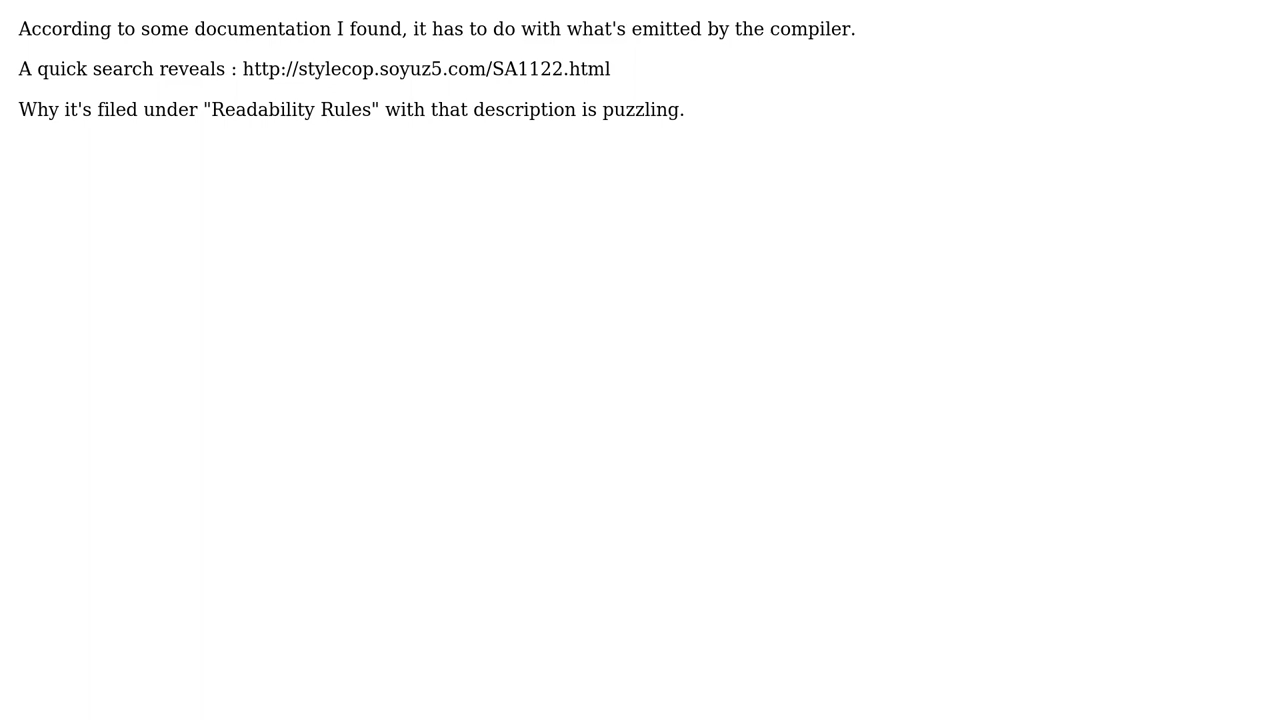 According to some documentation I found, it has to do with what's emitted by the compiler.
A quick search reveals : http://stylecop.soyuz5.com/SA1122.html
Why it's filed under "Readability Rules" with that description is puzzling.